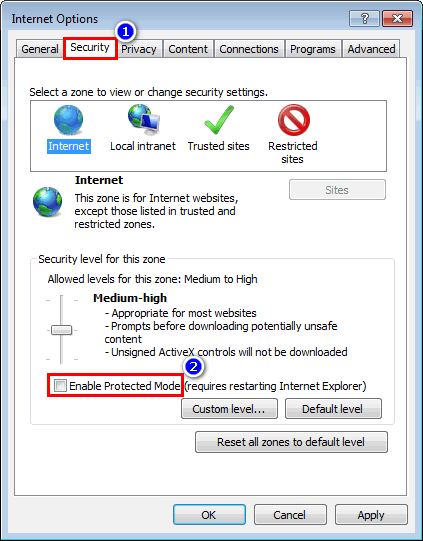 Internet Options
?
1
General Security Privacy Content Connections Programs Advanced
Select a zone to view or change security settings.
Internet Local intranet Trusted sites Restricted
sites
Internet
Sites
This zone is for Internet websites,
except those listed in trusted and
restricted zones.
Security level for this zone
Allowed levels for this zone: Medium to High
Medium-high
- Appropriate for most websites
- Prompts before downloading potentially unsafe
content
- Unsigned ActiveX controls will not be downloaded
2
Enable Protected Mode (requires restarting Internet Explorer)
Custom level... Default level
Reset all zones to default level
OK Cancel Apply